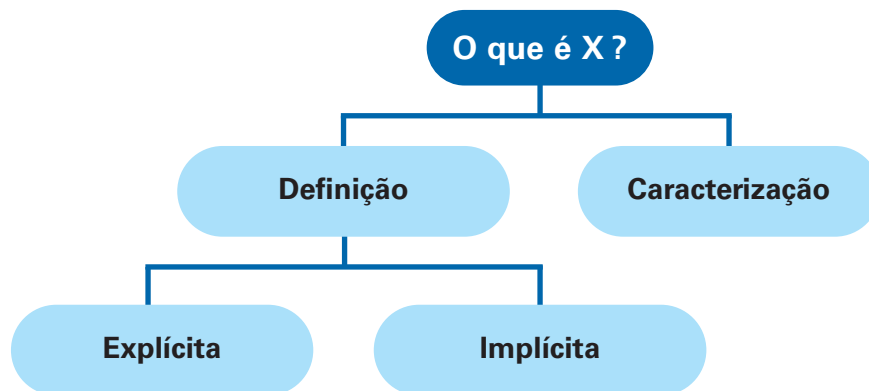 O que é X ?
Definição
Caracterização
Explícita
Implícita